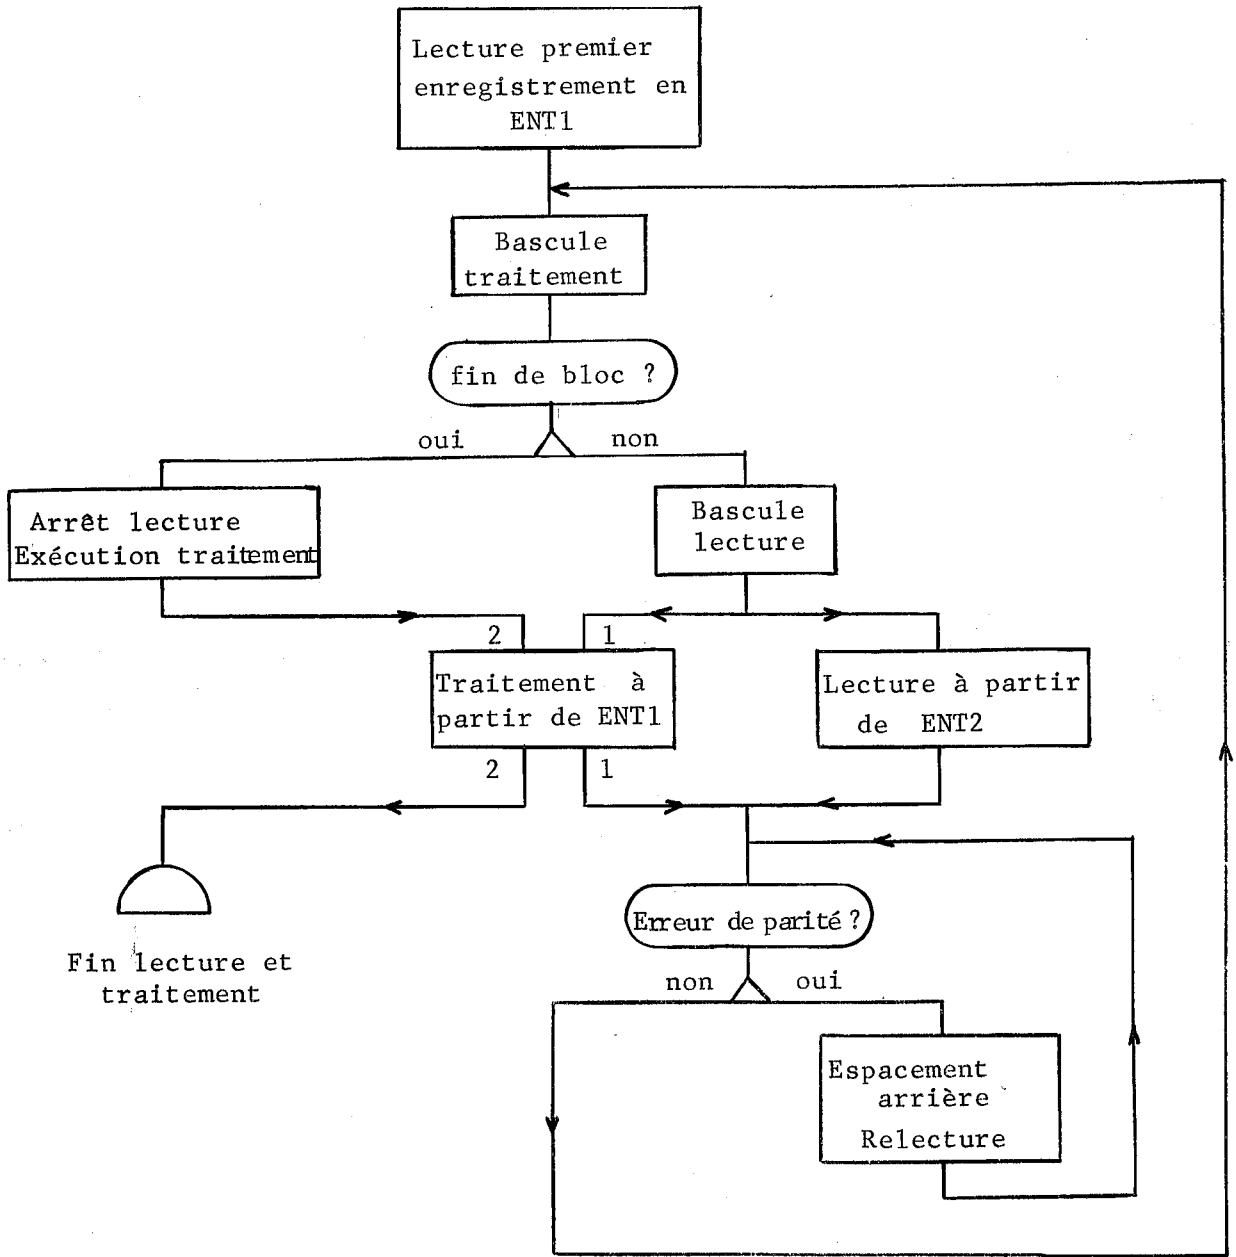 Lecture premier
enregistrement en
ENT1
Bascule
traitement
fin de bloc ?
oui
non
Arrêt lecture
Exécution traitement
Bascule
lecture
2
1
Traitement à
partir de ENT1
Lecture à partir
de ENT2
2
1
Erreur de parité ?
Fin lecture et
traitement
non
oui
Espacement
arrière
Relecture